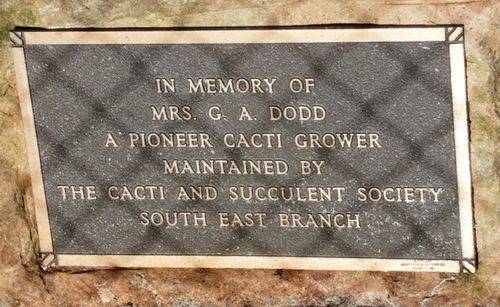 IN MEMORY OF
MRS. G. A. DODD
A PIONEER CACTI GROWER
MAINTAINED BY
THE CACTI AND SUCCULENT SOCIETY
SOUTH EAST BRANCH